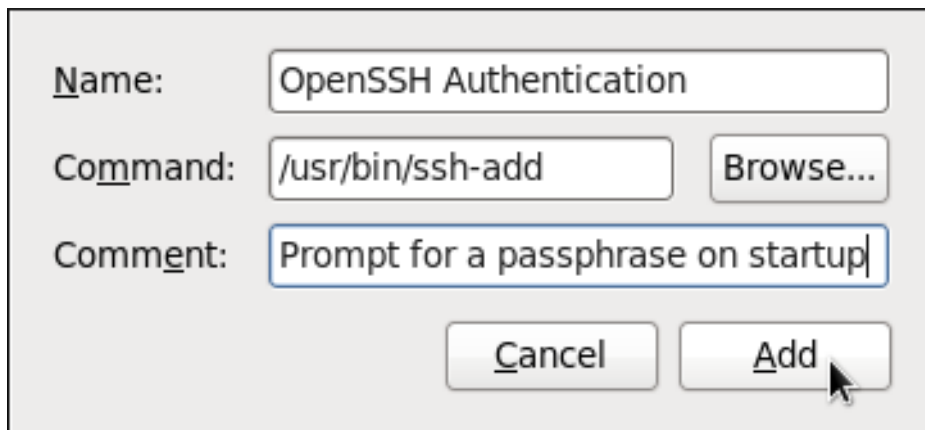 Name: OpenSSH Authentication
Command: /usr/bin/ssh-add Browse...
Comment: Prompt for a passphrase on startup
Cancel Add